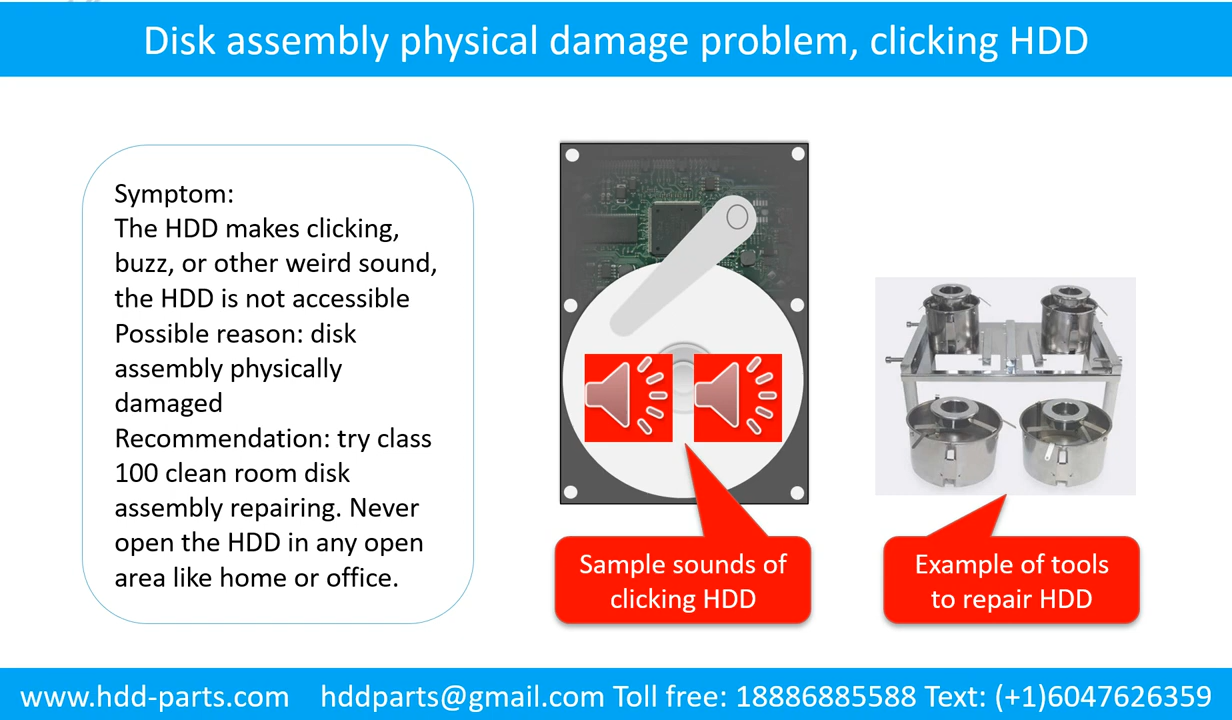 Disk assembly physical damage problem, clicking HDD
Symptom:
The HDD makes clicking,
buzz, or other weird sound,
the HDD is not accessible
Possible reason: disk
assembly physically
damaged
Recommendation: try class
100 clean room disk
assembly repairing. Never
open the HDD in any open
area like home or office.
Sample sounds of
clicking HDD
Example of tools
to repair HDD
www.hdd-parts.com hddparts@gmail.com Toll free: 18886885588 Text: (+1)6047626359